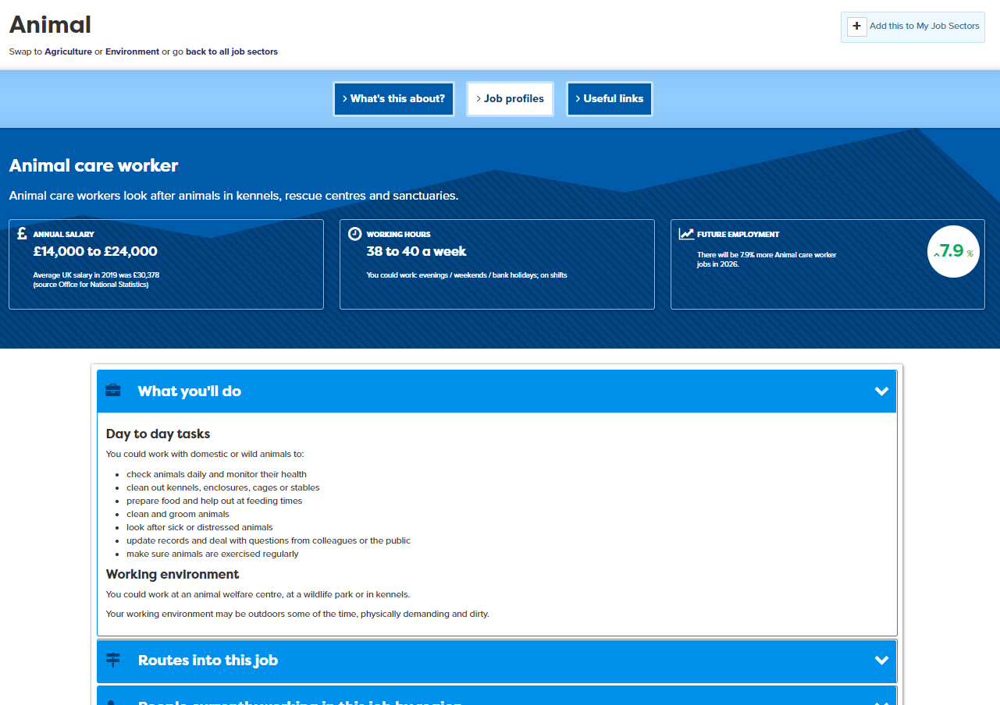 Animal
+ Add this to My Job Sectors
Swap to Agriculture or Environment or go back to all job sectors
> What's this about?
> Job profiles
> Useful links
Animal care worker
Animal care workers look after animals in kennels, rescue centres and sanctuaries.
£ ANNUAL SALARY
£14,000 to £24,000
Average UK salary in 2019 was £30,378
(source Office for National Statistics)
WORKING HOURS
38 to 40 a week
You could work: evenings / weekends / bank holidays; on shifts
FUTURE EMPLOYMENT
There will be 7.9% more Animal care worker
jobs in 2026.
7.9 %
What you'll do
Day to day tasks
You could work with domestic or wild animals to:
• check animals daily and monitor their health
• clean out kennels, enclosures, cages or stables
• prepare food and help out at feeding times
• clean and groom animals
• look after sick or distressed animals
• update records and deal with questions from colleagues or the public
• make sure animals are exercised regularly
Working environment
You could work at an animal welfare centre, at a wildlife park or in kennels.
Your working environment may be outdoors some of the time, physically demanding and dirty.
Routes into this job
People currently working in this job by region